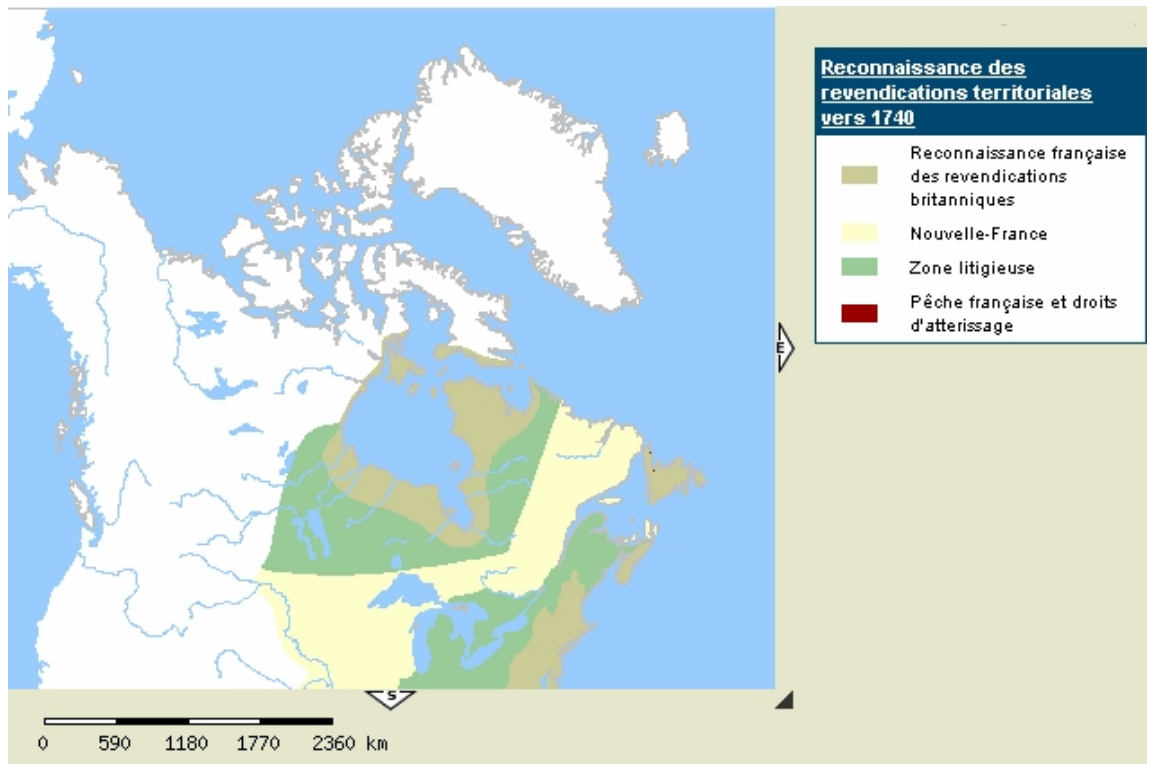 Reconnaissance des
revendications territoriales
vers 1740
Reconnaissance française
des revendications
britanniques
Nouvelle-France
Zone litigieuse
Pêche française et droits
d'atterissage
E
S
0 590 1180 1770 2360 km